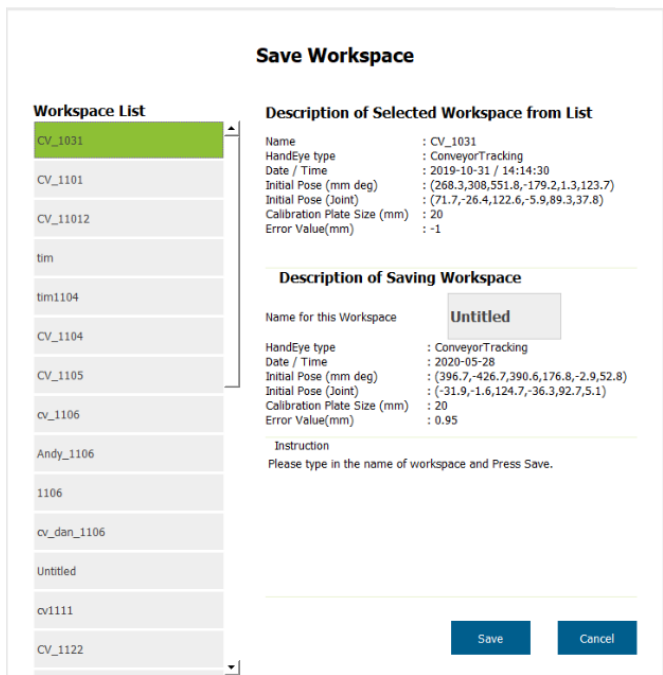 Save Workspace
Workspace List
CV_1031
CV_1101
CV_11012
tim
tim1104
CV_1104
CV_1105
cv_1106
Andy_1106
1106
cv_dan_1106
Untitled
cv1111
CV_1122
Description of Selected Workspace from List
Name : CV_1031
HandEye type : ConveyorTracking
Date / Time : 2019-10-31 / 14:14:30
Initial Pose (mm deg) : (268.3,308,551.8,-179.2,1.3,123.7)
Initial Pose (Joint) : (71.7,-26.4,122.6,-5.9,89.3,37.8)
Calibration Plate Size (mm) : 20
Error Value(mm) : -1
Description of Saving Workspace
Name for this Workspace Untitled
HandEye type : ConveyorTracking
Date / Time : 2020-05-28
Initial Pose (mm deg) : (396.7,-426.7,390.6,176.8,-2.9,52.8)
Initial Pose (Joint) : (-31.9,-1.6,124.7,-36.3,92.7,5.1)
Calibration Plate Size (mm) : 20
Error Value(mm) : 0.95
Instruction
Please type in the name of workspace and Press Save.
Save Cancel